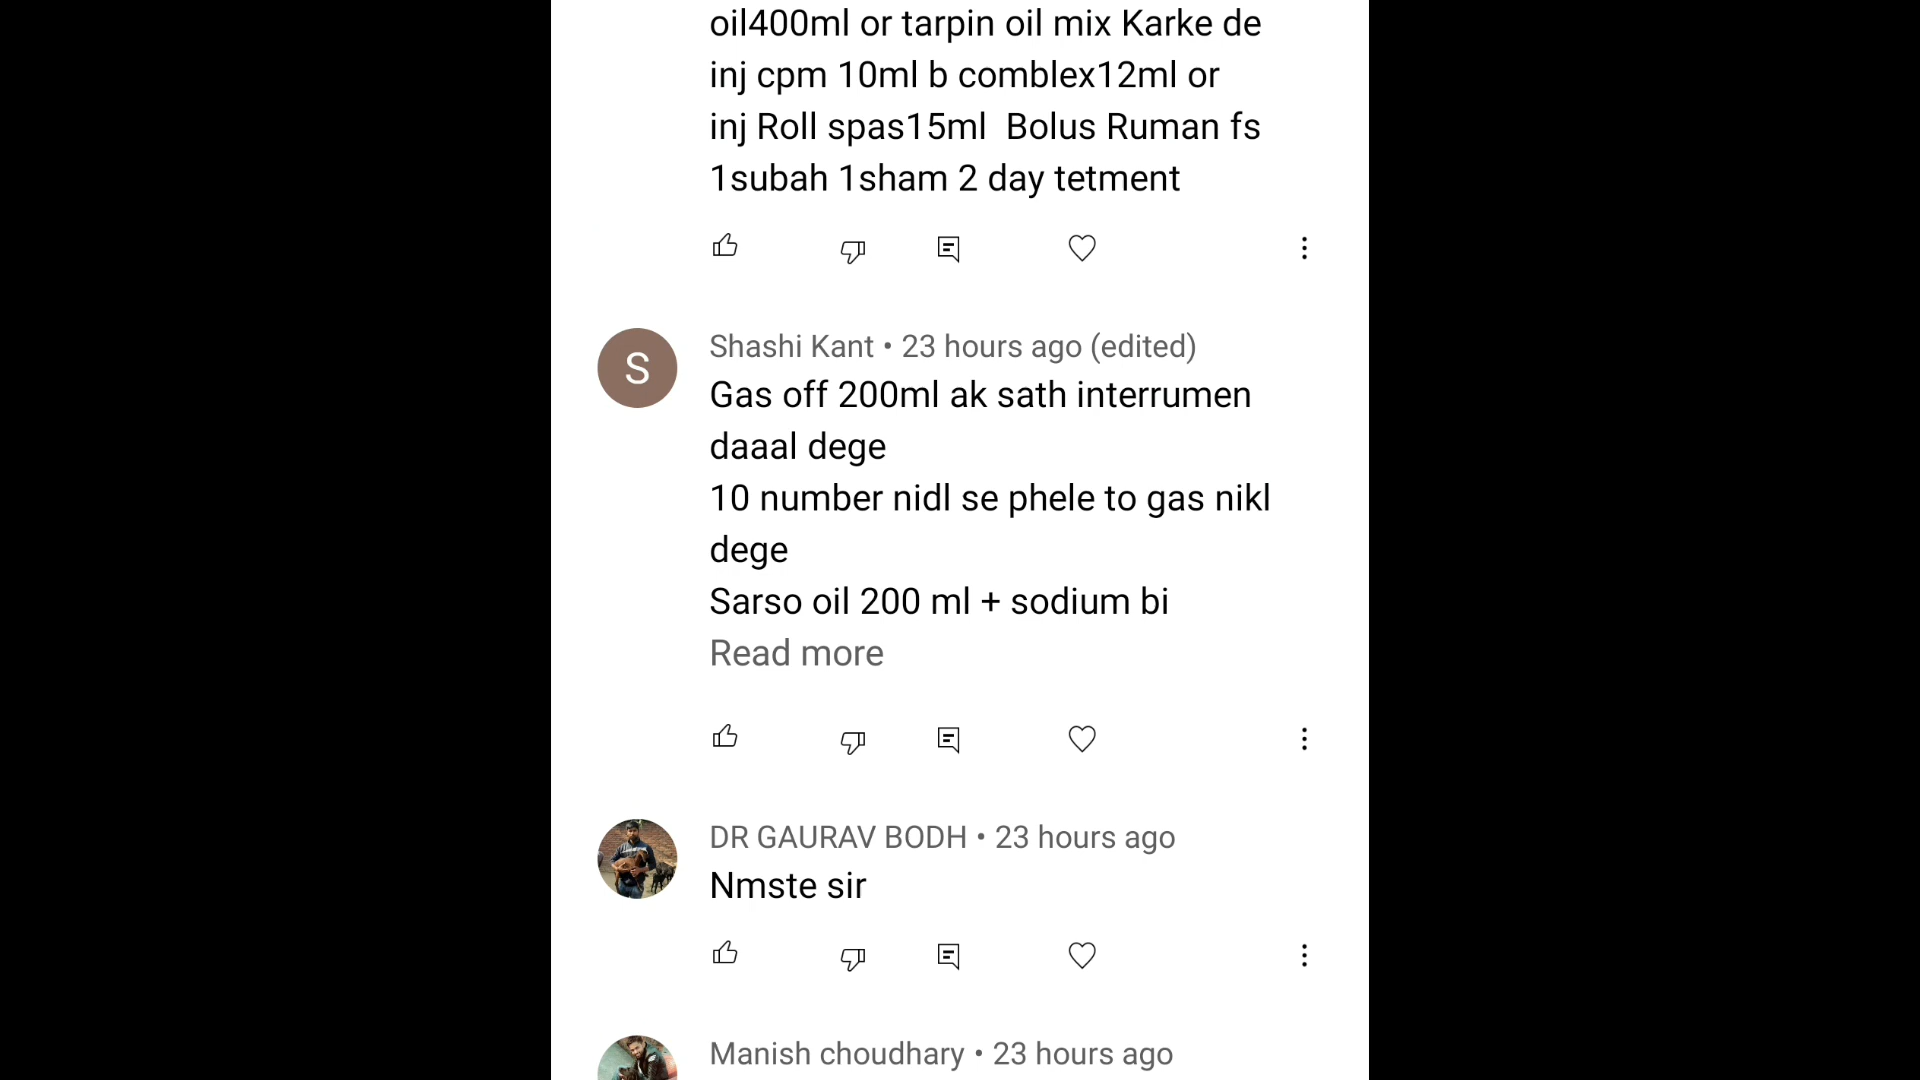 oil400ml or tarpin oil mix Karke de
inj cpm 10ml b comblex12ml or
inj Roll spas15ml  Bolus Ruman fs
1subah 1sham 2 day tetment
S
Shashi Kant • 23 hours ago (edited)
Gas off 200ml ak sath interrumen
daaal dege
10 number nidl se phele to gas nikl
dege
Sarso oil 200 ml + sodium bi
Read more
DR GAURAV BODH • 23 hours ago
Nmste sir
Manish choudhary • 23 hours ago